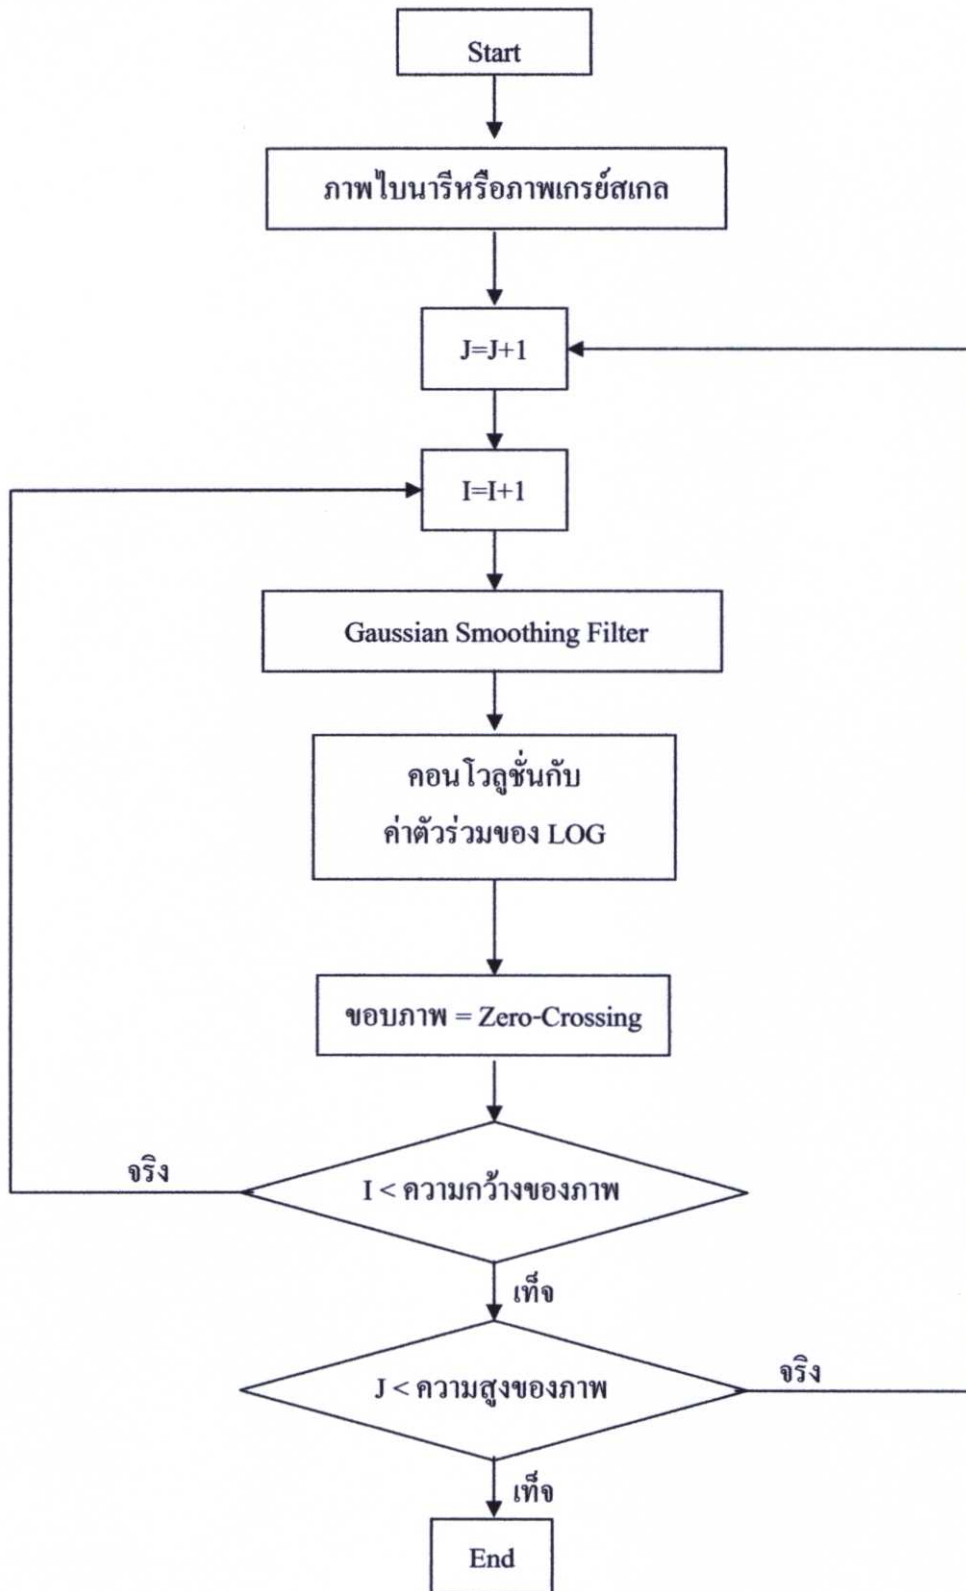 Start
ภาพไบนารีหรือภาพเกรย์สเกล
J=J+1
I=I+1
Gaussian Smoothing Filter
คอนโวลูชั่นกับ
ค่าตัวร่วมของ LOG
ขอบภาพ = Zero-Crossing
จริง
I < ความกว้างของภาพ
เท็จ
J < ความสูงของภาพ
จริง
เท็จ
End